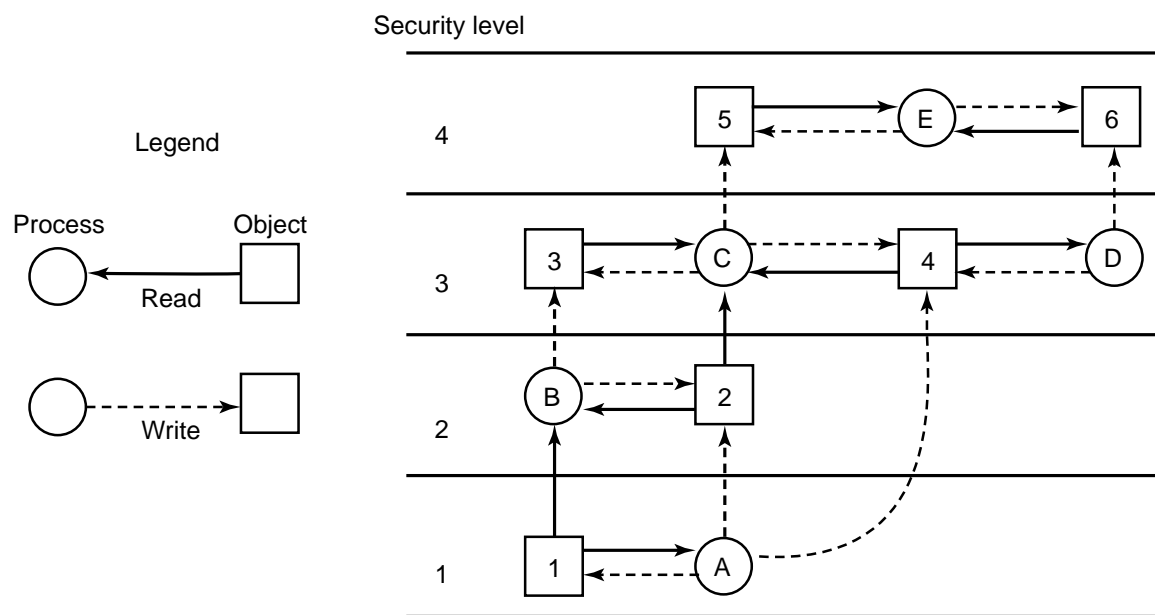 Security level
Legend
Process
Object
Read
Write
4
5
E
6
3
3
C
4
D
2
B
2
1
1
A